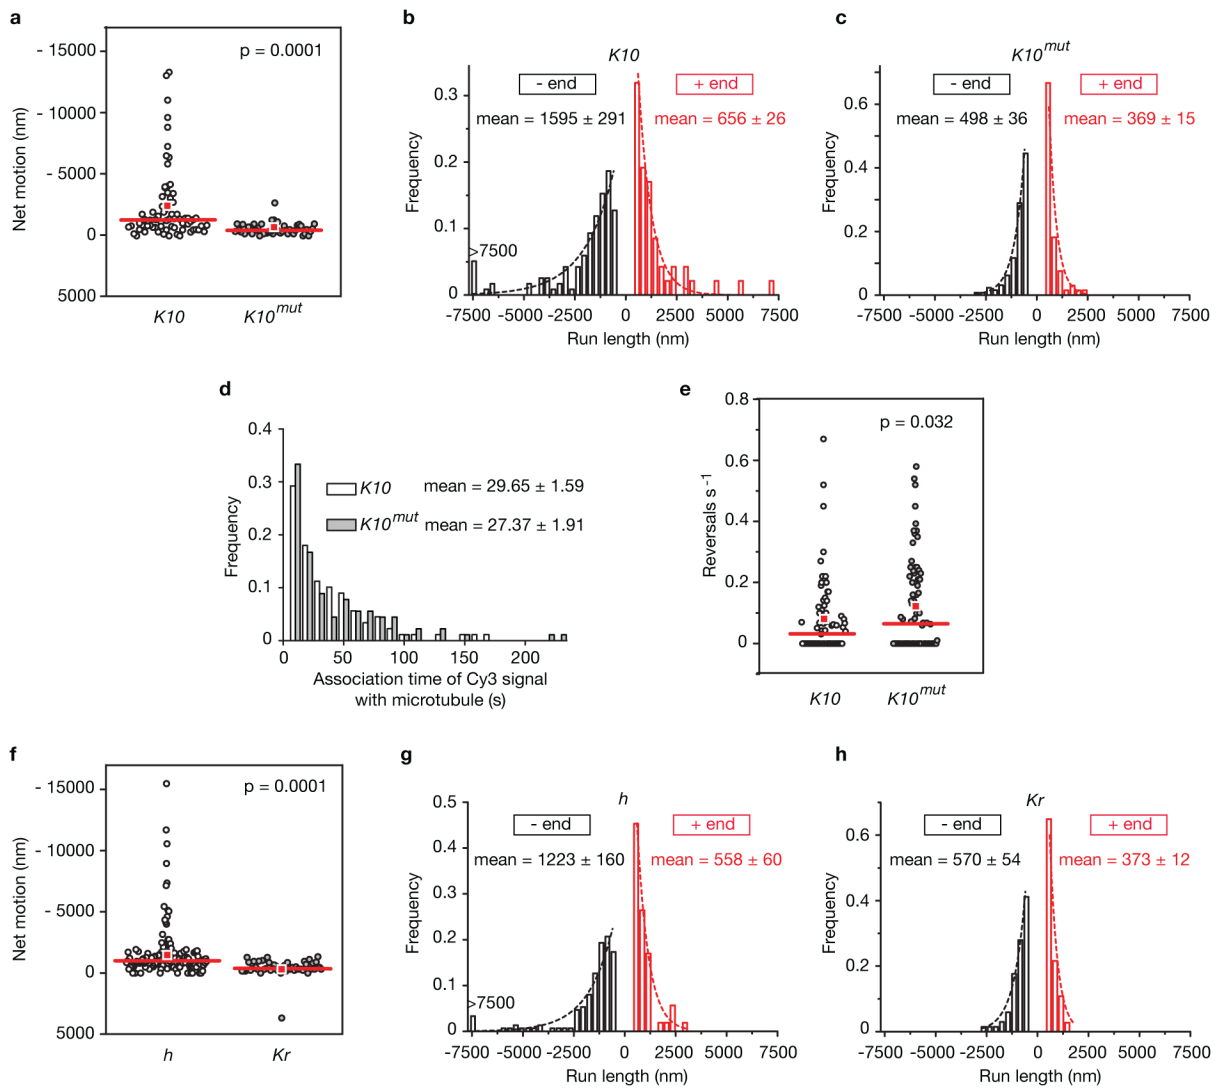 a
p = 0.0001
Net motion (nm)
- 15000
- 10000
- 5000
0
5000
K10
K10mut
b
K10
- end
+ end
mean = 1595 ± 291
mean = 656 ± 26
Frequency
0.3
0.2
0.1
0
>7500
-7500
-5000
-2500
0
2500
5000
7500
Run length (nm)
c
K10mut
- end
+ end
mean = 498 ± 36
mean = 369 ± 15
Frequency
0.6
0.4
0.2
0
-7500
-5000
-2500
0
2500
5000
7500
Run length (nm)
d
Frequency
0.4
0.3
0.2
0.1
0
K10 mean = 29.65 ± 1.59
K10mut mean = 27.37 ± 1.91
0
50
100
150
200
Association time of Cy3 signal
with microtubule (s)
e
p = 0.032
Reversals s-1
0.8
0.6
0.4
0.2
0
K10
K10mut
f
p = 0.0001
Net motion (nm)
- 15000
- 10000
- 5000
0
5000
h
Kr
g
h
- end
+ end
mean = 1223 ± 160
mean = 558 ± 60
Frequency
0.5
0.4
0.3
0.2
0.1
0
>7500
-7500
-5000
-2500
0
2500
5000
7500
Run length (nm)
h
Kr
- end
+ end
mean = 570 ± 54
mean = 373 ± 12
Frequency
0.6
0.4
0.2
0
-7500
-5000
-2500
0
2500
5000
7500
Run length (nm)